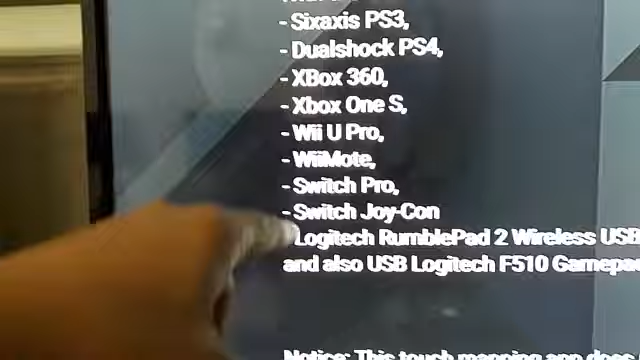 - Sixaxis PS3,
- Dualshock PS4,
- XBox 360,
- Xbox One S,
- Wii U Pro,
- WiiMote,
- Switch Pro,
- Switch Joy-Con
Logitech RumblePad 2 Wireless USB
and also USB Logitech F510 Gamepa
Notice: This touch mapping app does